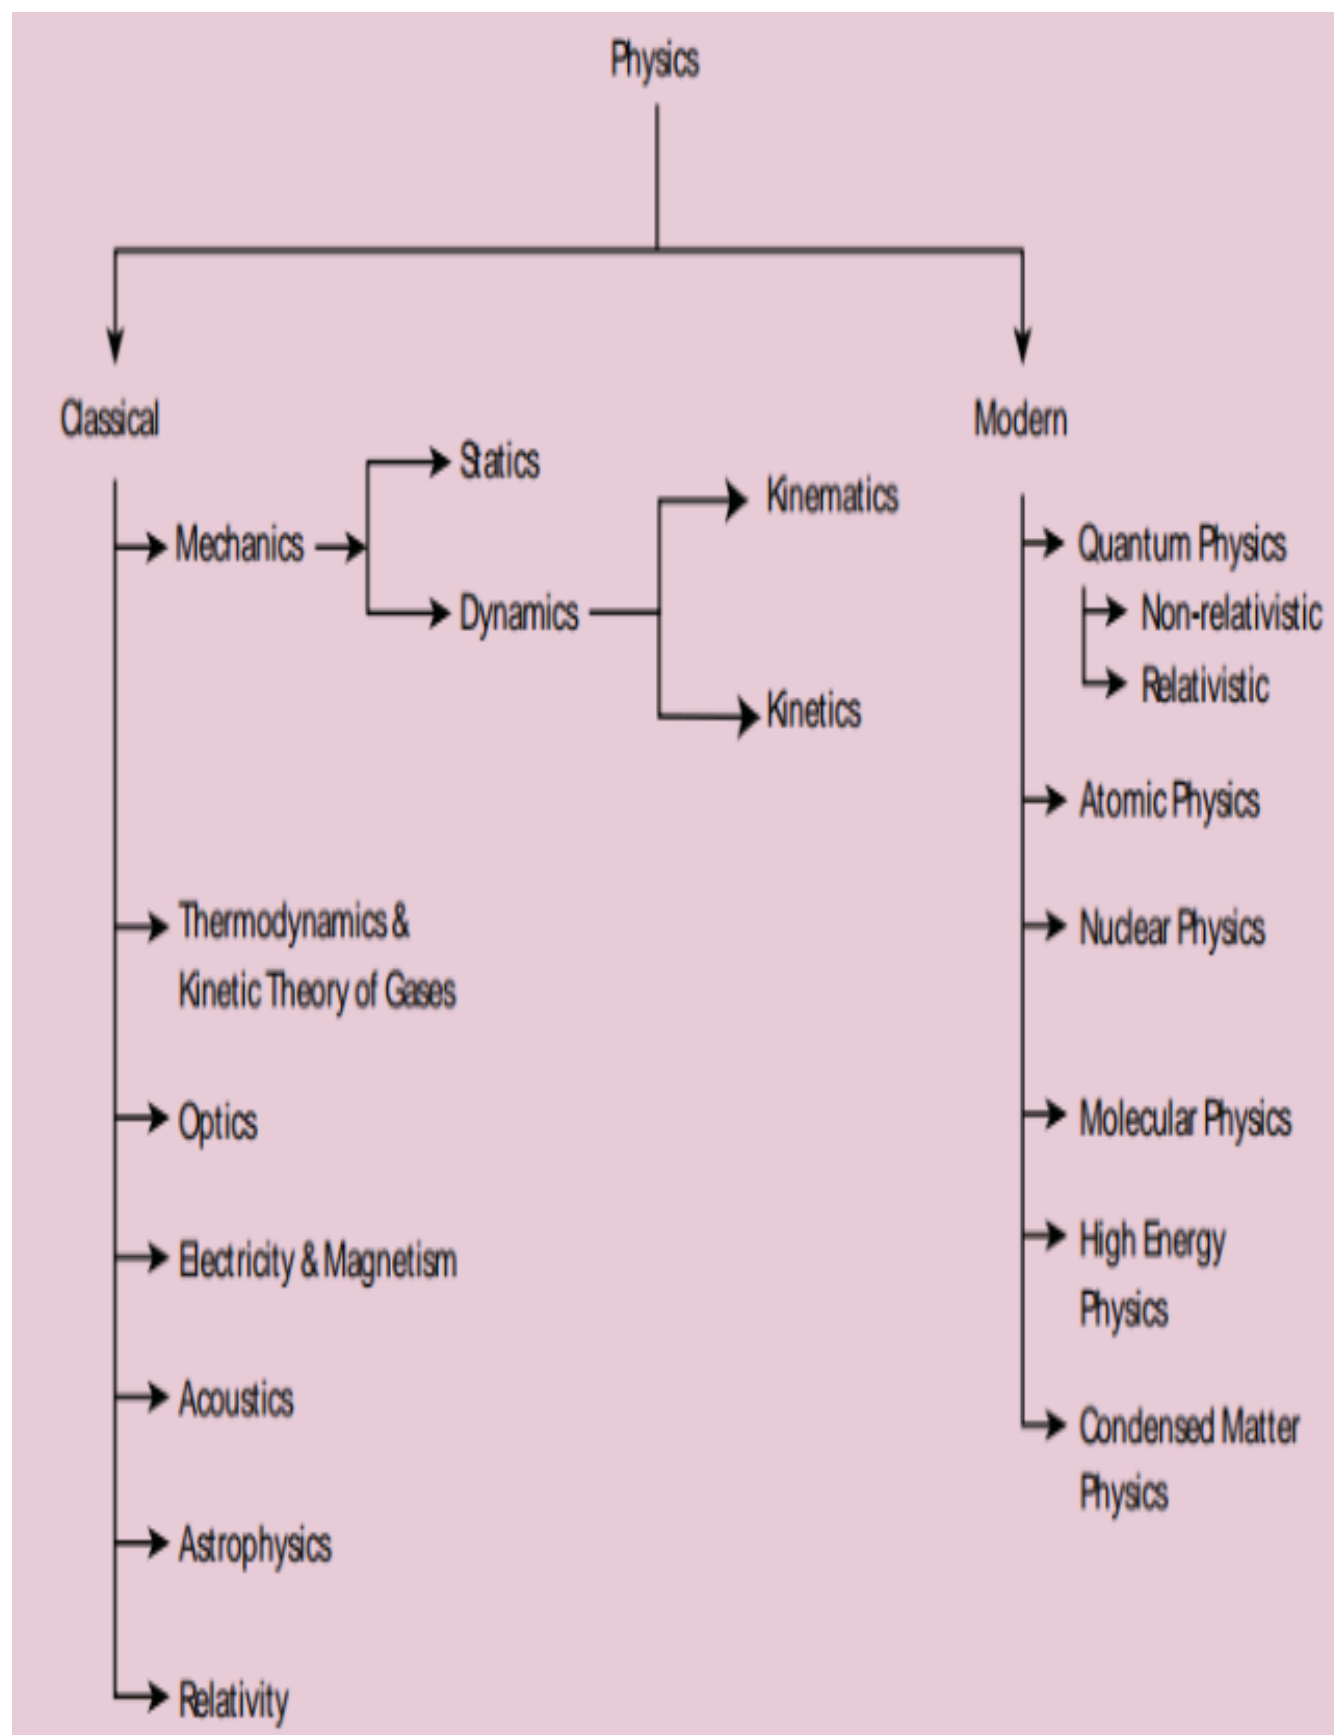 Physics
Classical
Mechanics
Statics
Dynamics
Kinematics
Kinetics
Thermodynamics &
Kinetic Theory of Gases
Optics
Electricity & Magnetism
Acoustics
Astrophysics
Relativity
Modern
Quantum Physics
Non-relativistic
Relativistic
Atomic Physics
Nuclear Physics
Molecular Physics
High Energy
Physics
Condensed Matter
Physics